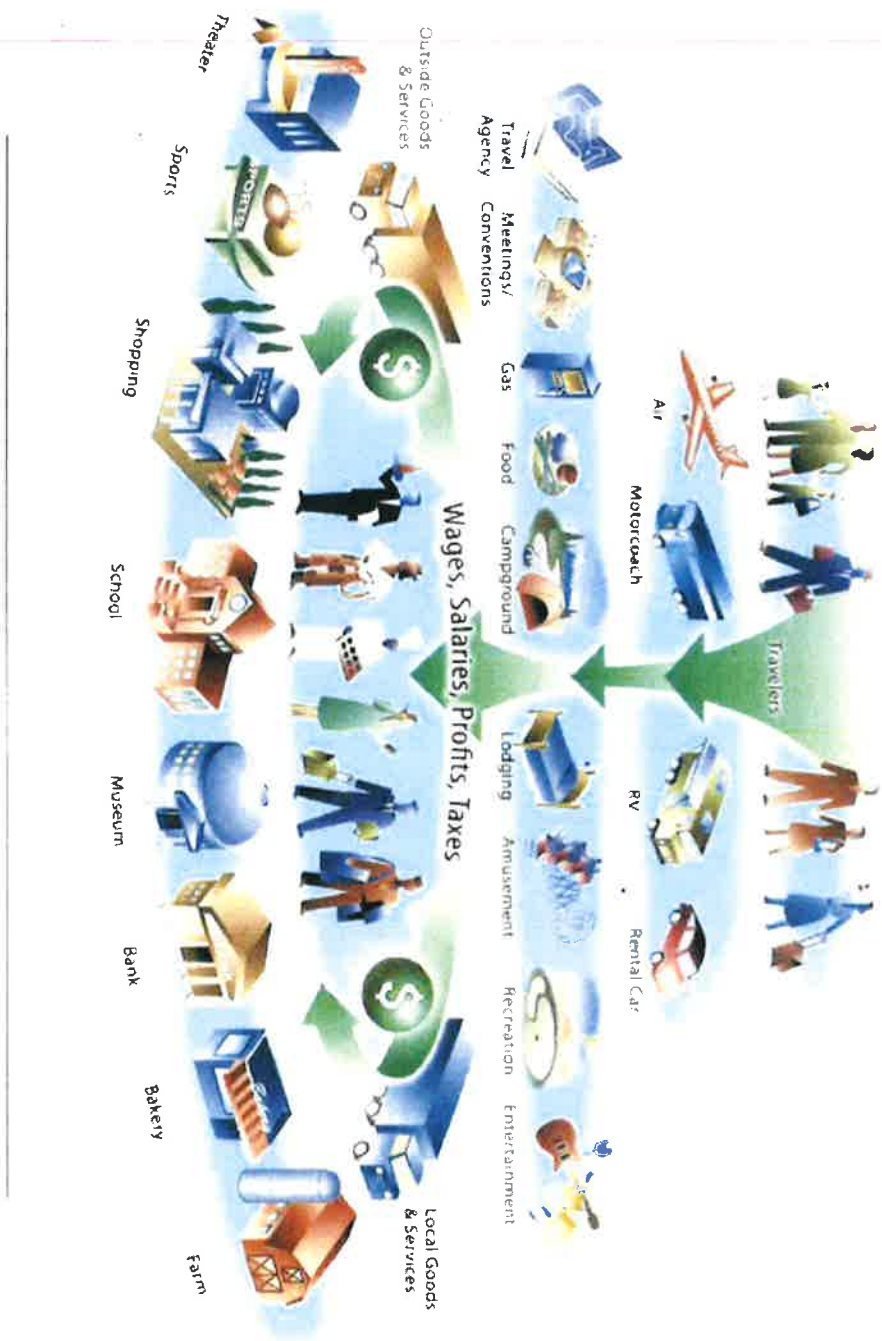 Travelers
Air
Motorcoach
RV
Rental Car
Travel
Agency
Meetings/
Conventions
Gas
Food
Campground
Lodging
Amusement
Recreation
Entertainment
Outside Goods
& Services
$
Wages, Salaries, Profits, Taxes
$
Local Goods
& Services
Theater
SPORTS
Sports
Shopping
School
Museum
Bank
Bakery
Farm